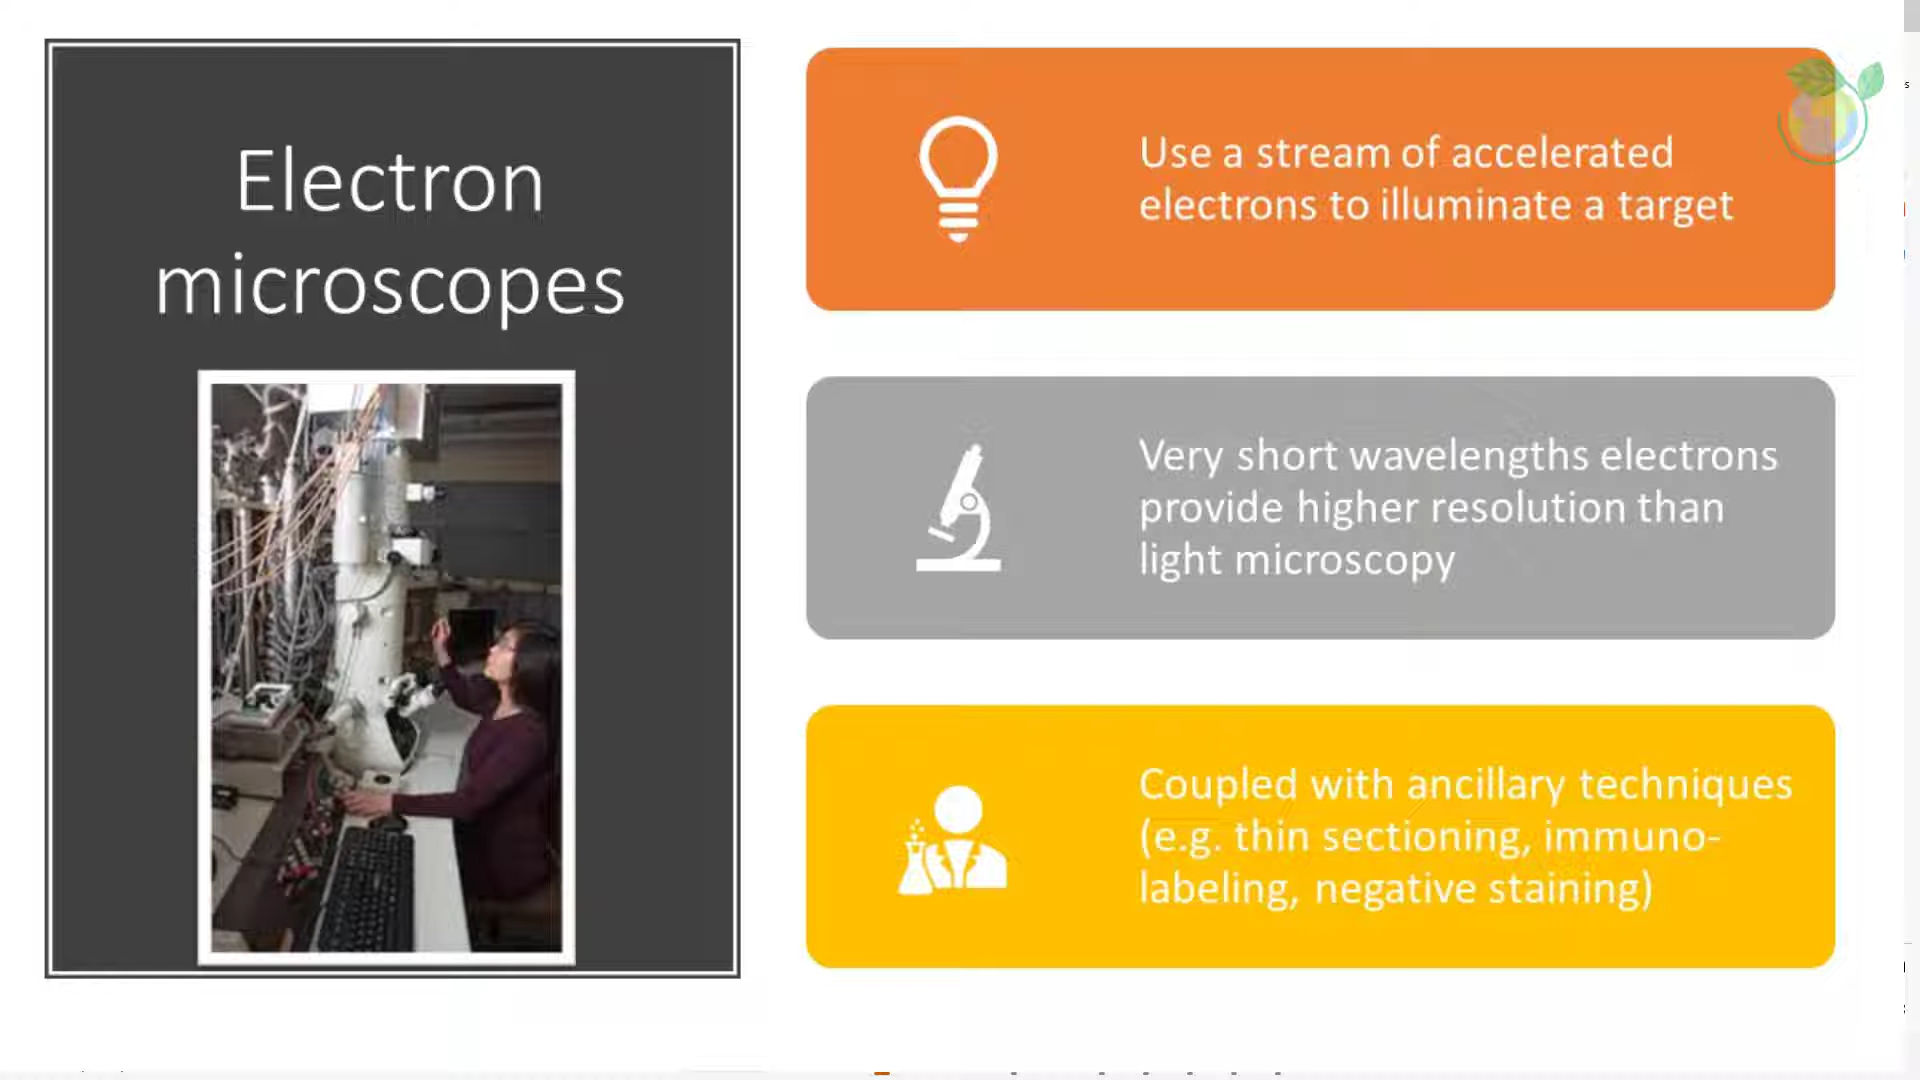 Electron
microscopes
Use a stream of accelerated
electrons to illuminate a target
Very short wavelengths electrons
provide higher resolution than
light microscopy
Coupled with ancillary techniques
(e.g. thin sectioning, immuno-
labeling, negative staining)